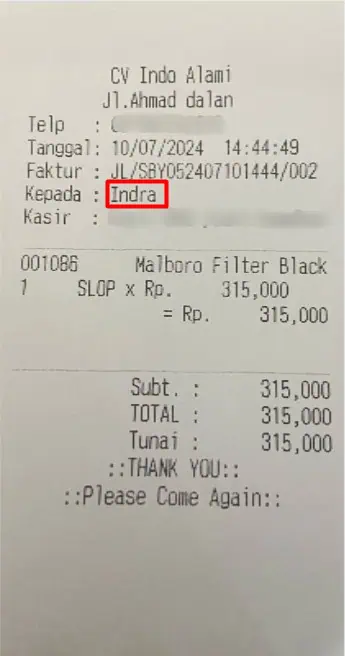 CV Indo Alami
Jl.Ahmad dalan
Telp :
Tanggal: 10/07/2024 14:44:49
Faktur : JL/SBY052407101444/002
Kepada : Indra
Kasir :
001086 Malboro Filter Black
1 SLOP x Rp. 315,000
= Rp. 315,000
Subt. : 315,000
TOTAL : 315,000
Tunai : 315,000
::THANK YOU::
::Please Come Again::